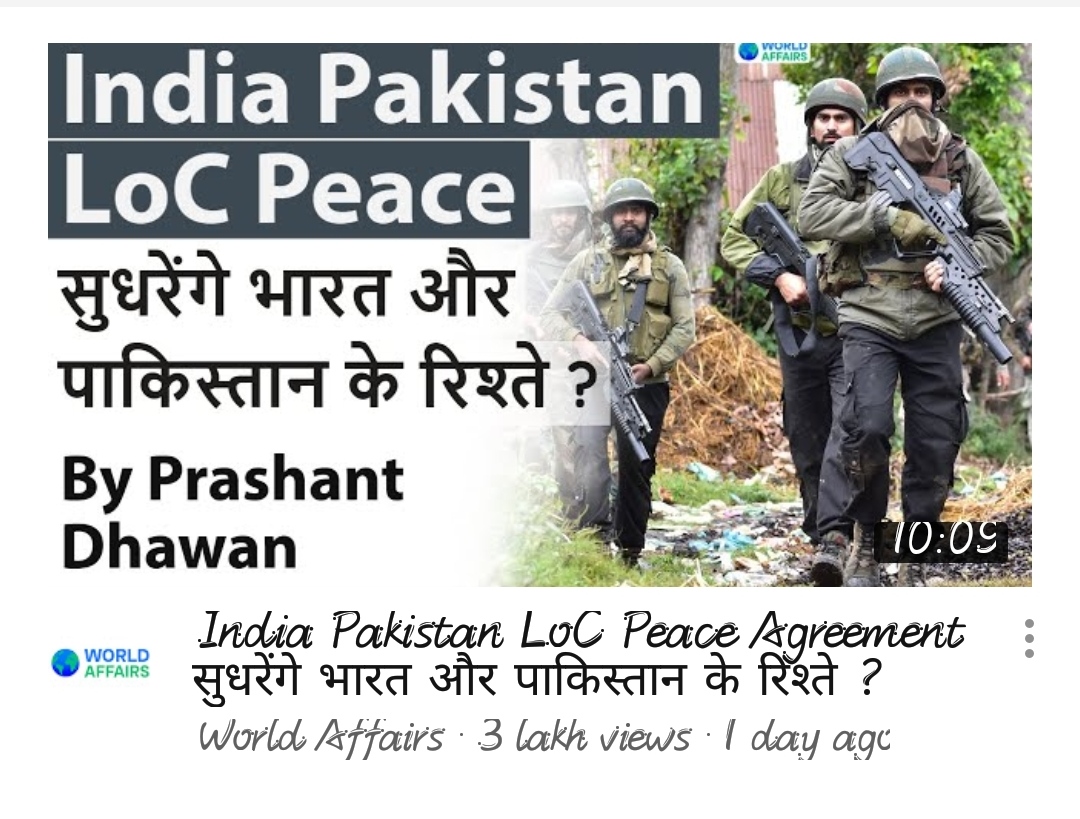 India Pakistan
LoC Peace
सुधरेंगे भारत और
पाकिस्तान के रिश्ते ?
By Prashant
Dhawan
WORLD
AFFAIRS
10:09
India Pakistan LoC Peace Agreement
सुधरेंगे भारत और पाकिस्तान के रिश्ते ?
WORLD
AFFAIRS
World Affairs · 3 lakh views · 1 day ago